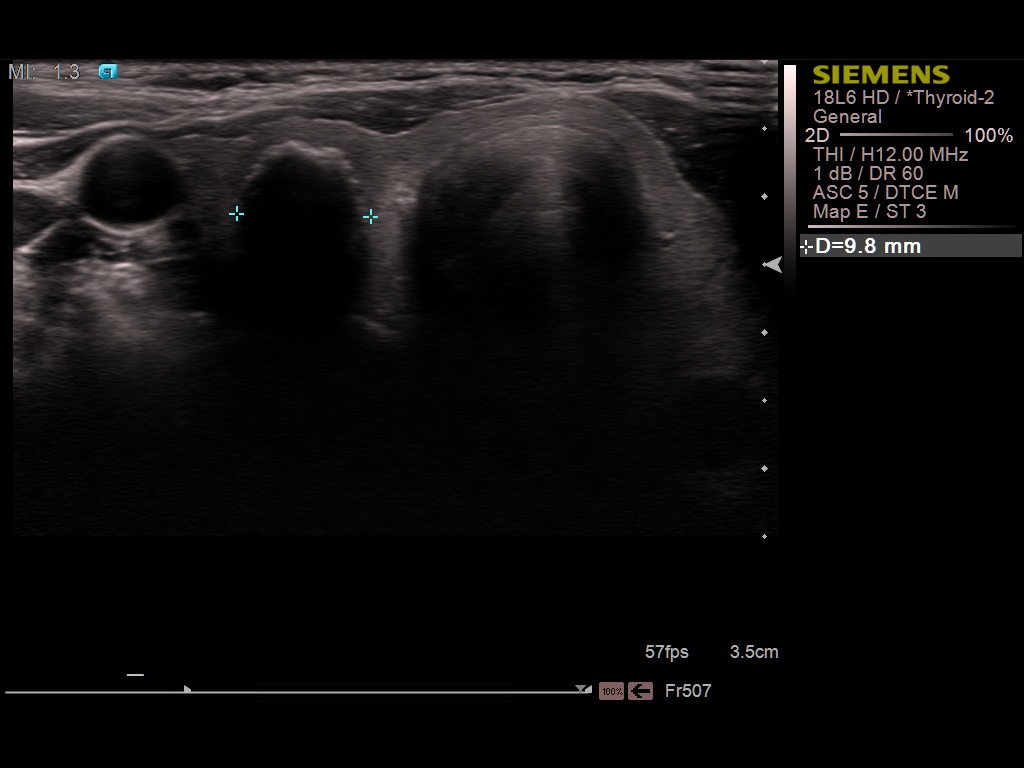 MI: 1.3
SIEMENS
18L6 HD / *Thyroid-2
General
2D 100%
THI / H12.00 MHz
1 dB / DR 60
ASC 5 / DTCE M
Map E / ST 3
D=9.8 mm
57fps 3.5cm
100% Fr507